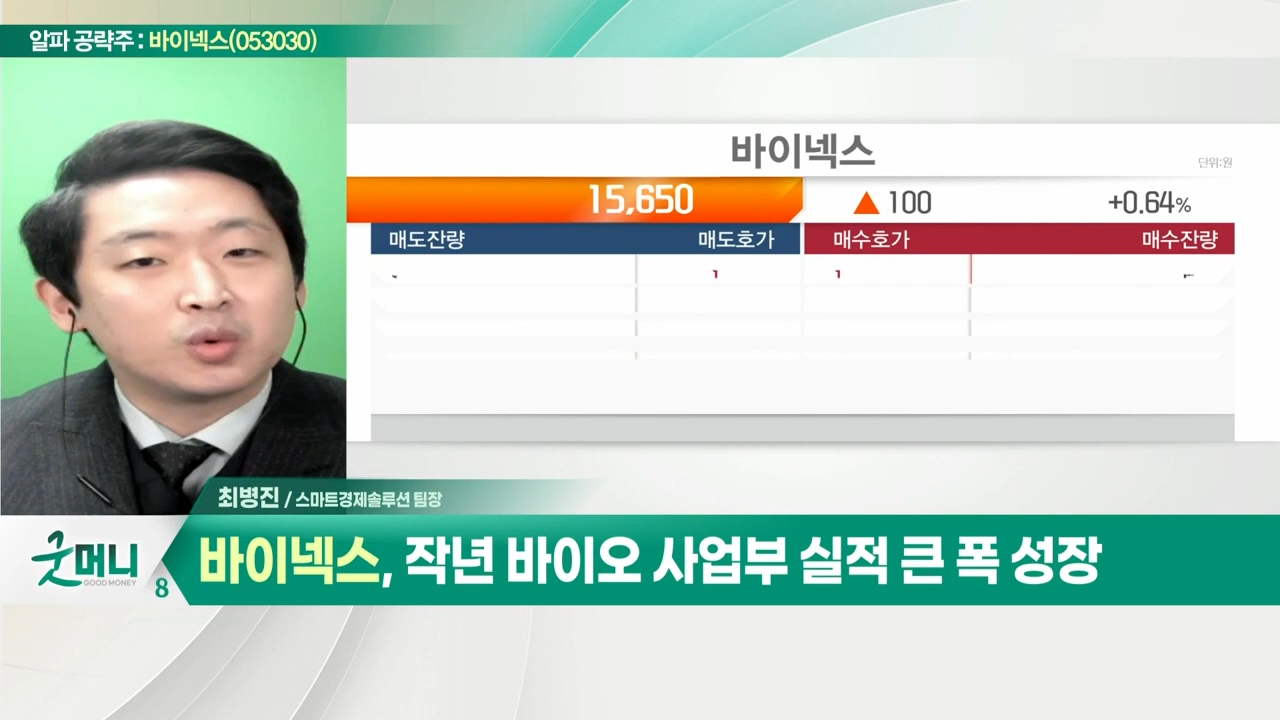 알파 공략주 : 바이넥스(053030)
바이넥스
단위:원
15,650 ▲ 100 +0.64%
매도잔량 매도호가 매수호가 매수잔량
최병진 / 스마트경제솔루션 팀장
굿머니
GOOD MONEY
8
바이넥스, 작년 바이오 사업부 실적 큰 폭 성장